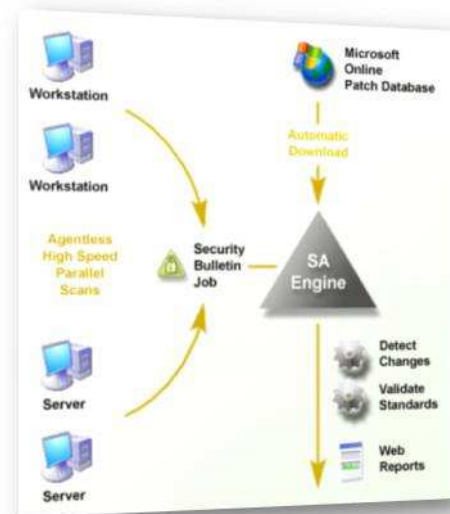 Workstation
Workstation
Agentless
High Speed
Parallel
Scans
Server
Server
Security
Bulletin
Job
Microsoft
Online
Patch Database
Automatic
Download
SA
Engine
Detect
Changes
Validate
Standards
Web
Reports